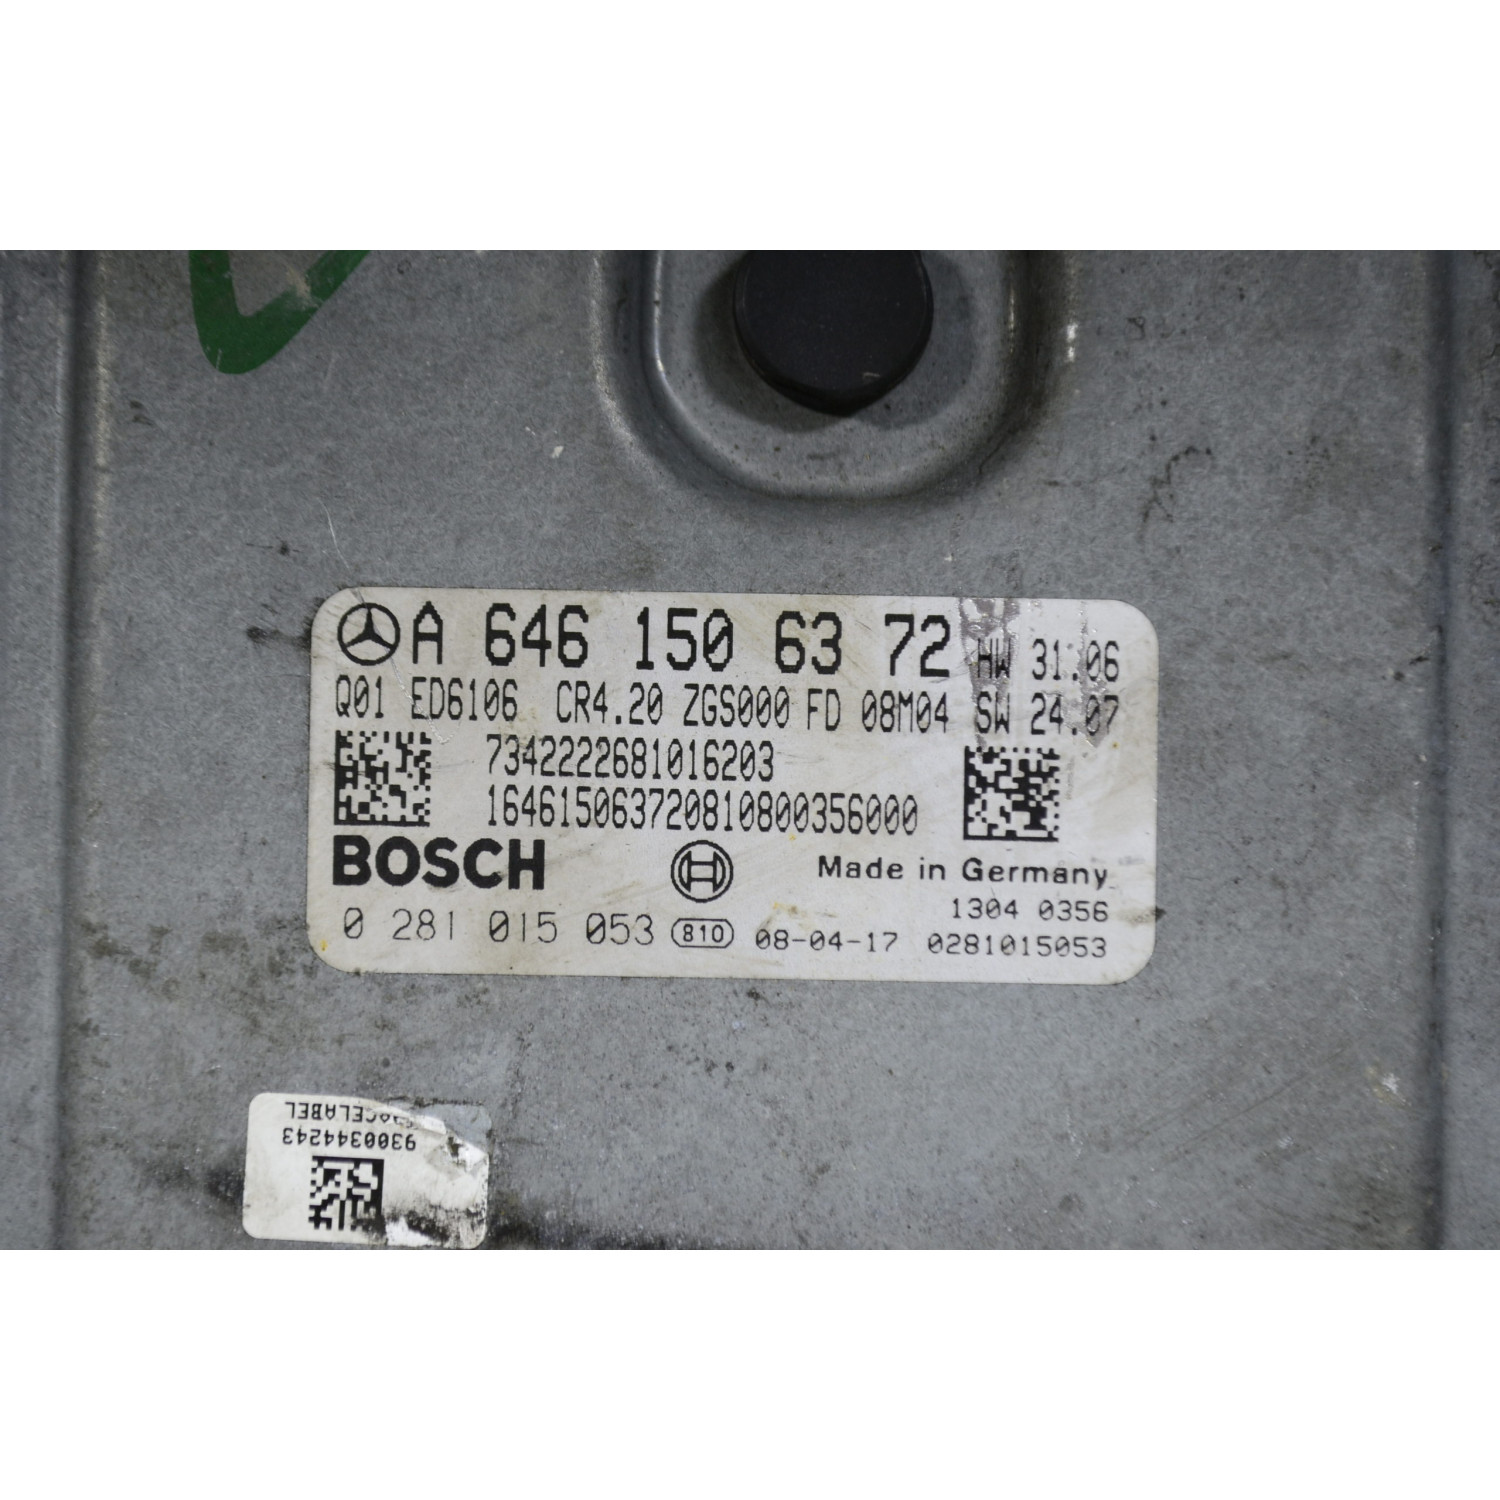 A 646 150 63 72 HW 31.06
Q01 ED6106 CR4.20 ZGS000 FD 08M04 SW 24.07
7342222681016203
16461506372081080035600​0
BOSCH
Made in Germany
1304 0356
0 281 015 053 810 08-04-17 0281015053
93000344243